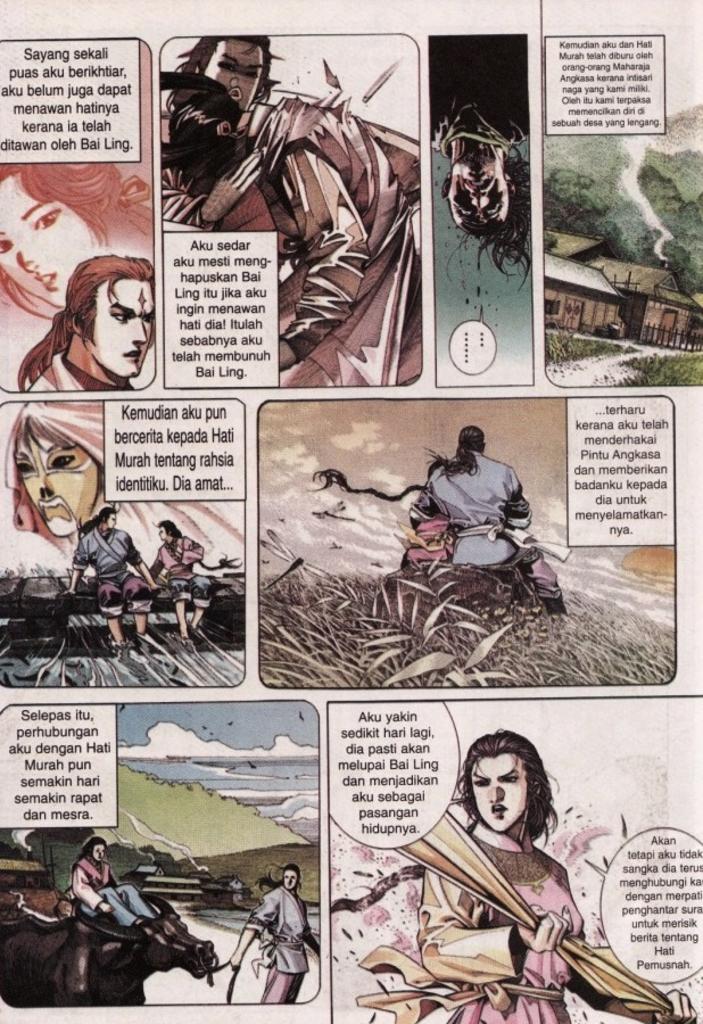 Sayang sekali
puas aku berikhtiar,
aku belum juga dapat
menawan hatinya
kerana ia telah
ditawan oleh Bai Ling.
Aku sedar
aku mesti meng-
hapuskan Bai
Ling itu jika aku
ingin menawan
hati dia! Itulah
sebabnya aku
telah membunuh
Bai Ling.
Kemudian aku dan Hati
Murah telah diburu oleh
orang-orang Maharaja
Angkasa kerana intisari
naga yang kami miliki.
Oleh itu kami terpaksa
memencilkan diri di
sebuah desa yang lengang.
Kemudian aku pun
bercerita kepada Hati
Murah tentang rahsia
identitiku. Dia amat...
...terharu
kerana aku telah
menderhakai
Pintu Angkasa
dan memberikan
badanku kepada
dia untuk
menyelamatkan-
nya.
Selepas itu,
perhubungan
aku dengan Hati
Murah pun
semakin hari
semakin rapat
dan mesra.
Aku yakin
sedikit hari lagi,
dia pasti akan
melupai Bai Ling
dan menjadikan
aku sebagai
pasangan
hidupnya.
Akan
tetapi aku tidak
sangka dia terus
menghubungi ka
dengan merpati
penghantar sura
untuk merisik
berita tentang
Hati
Pemusnah.